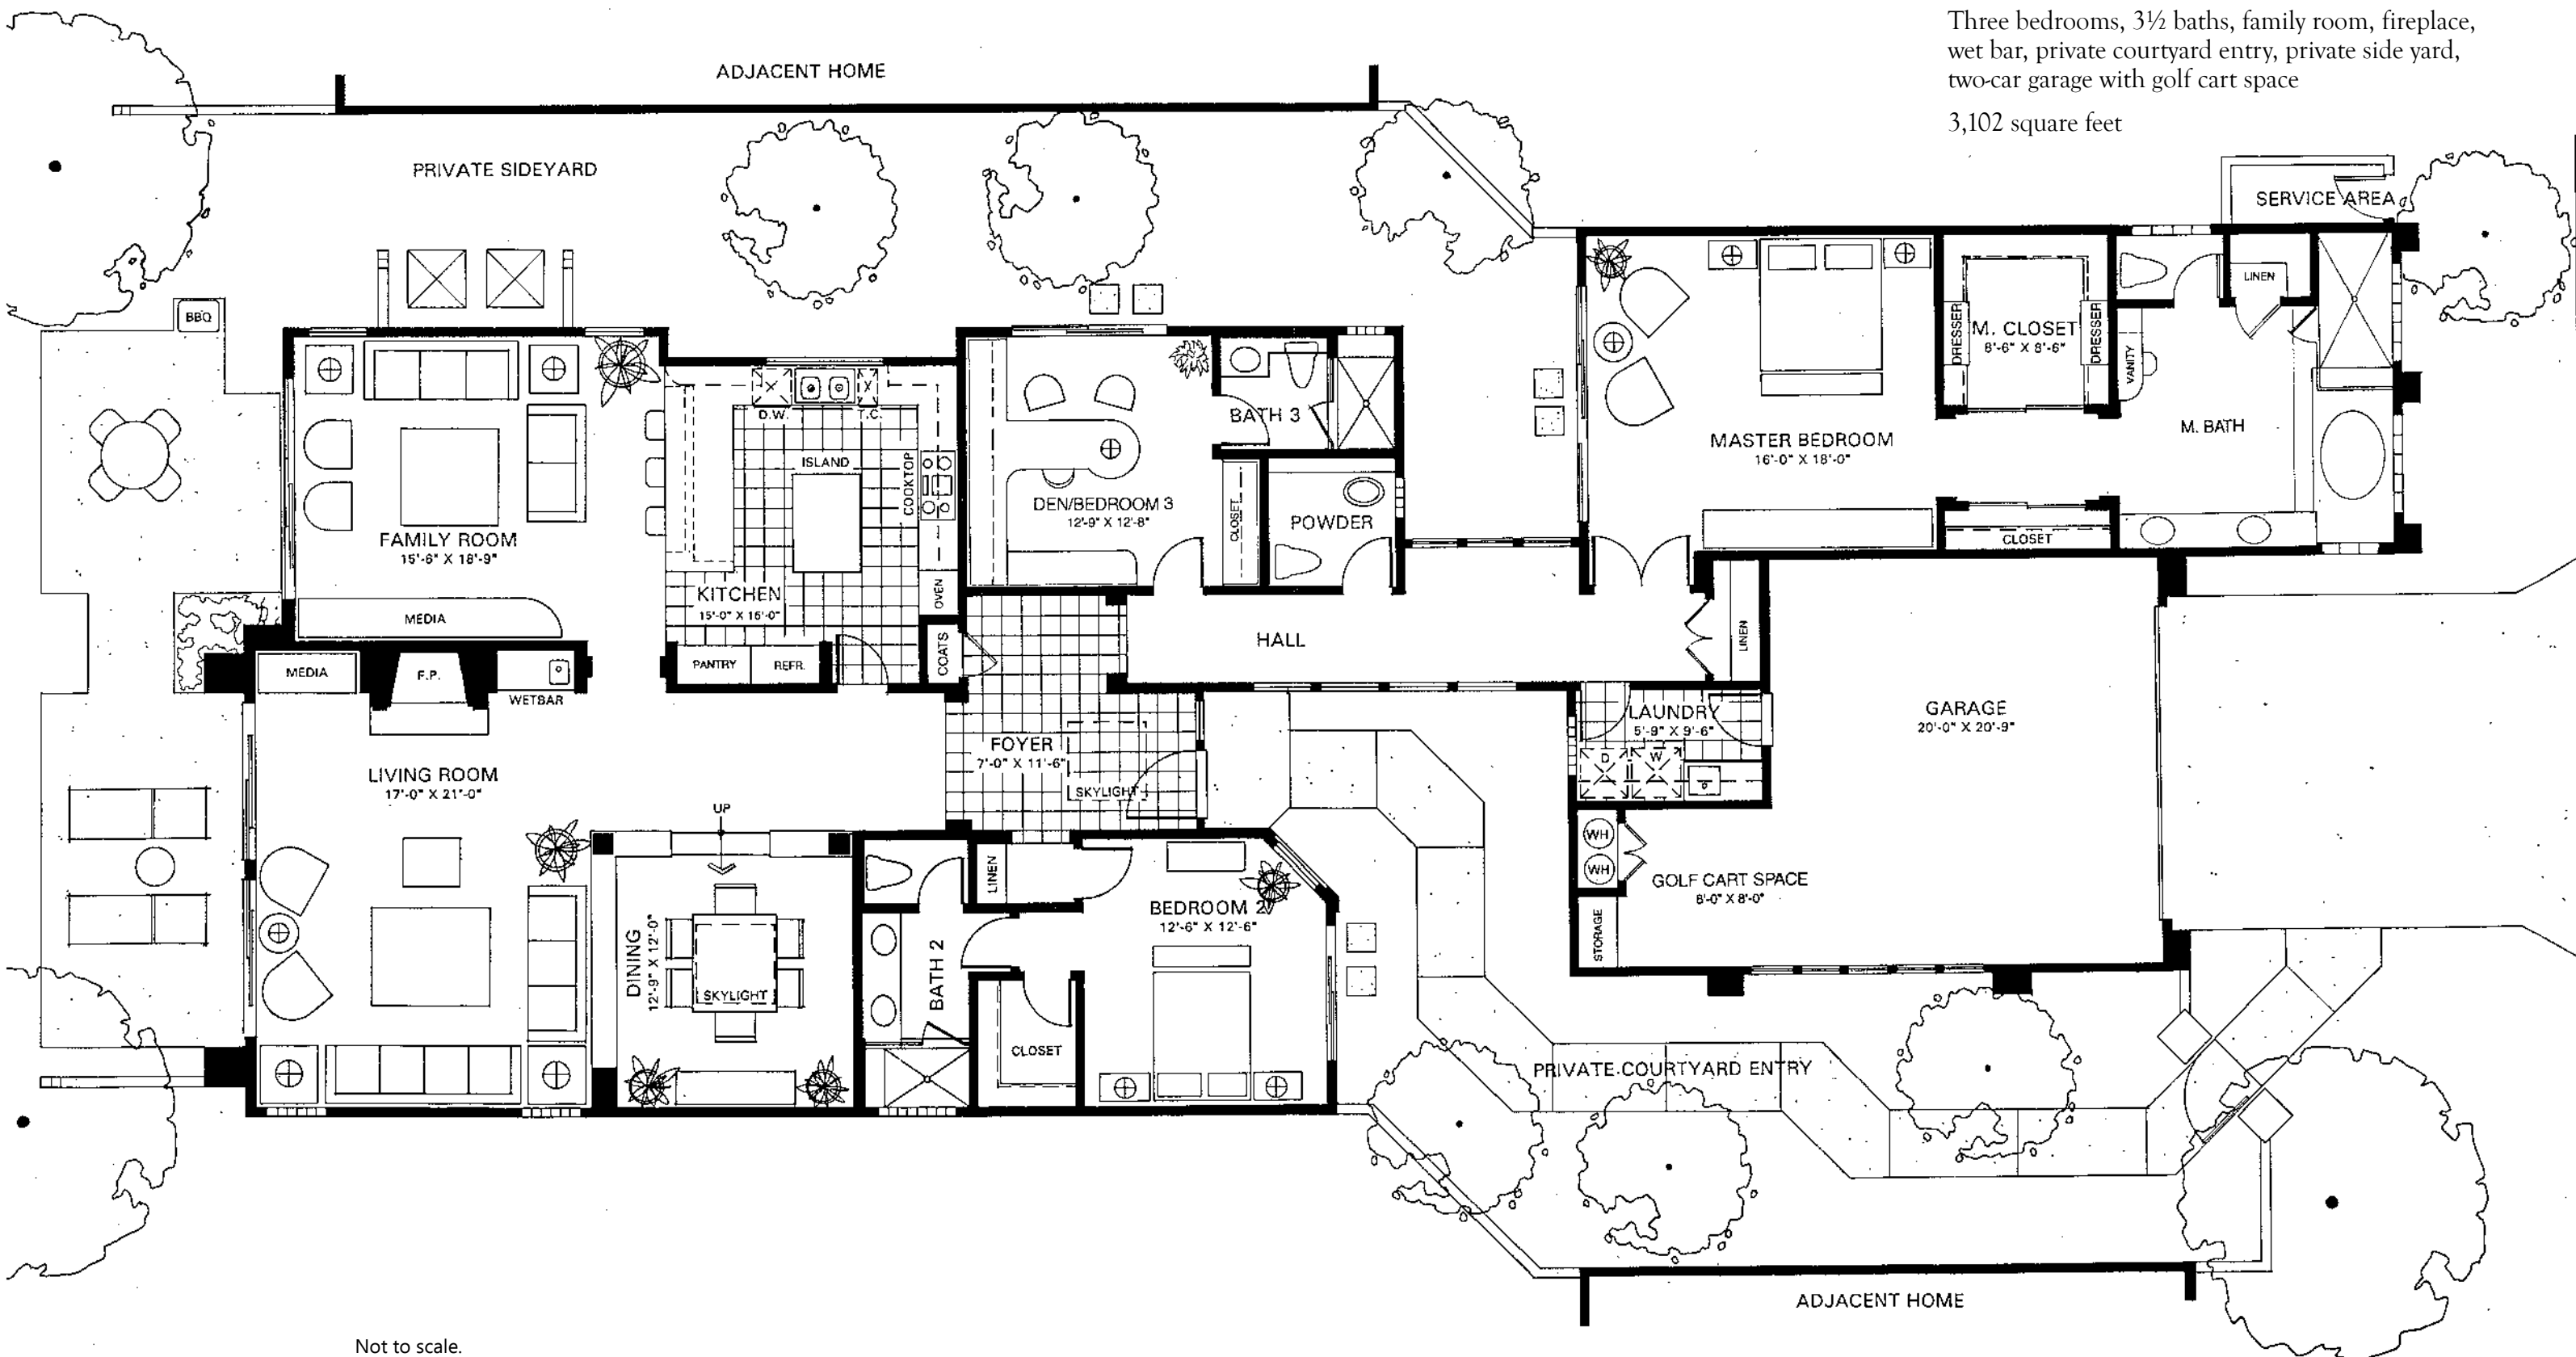 Three bedrooms, 3½ baths, family room, fireplace,
wet bar, private courtyard entry, private side yard,
two-car garage with golf cart space
3,102 square feet
ADJACENT HOME
PRIVATE SIDEYARD
SERVICE AREA
BBQ
LINEN
DRESSER
M. CLOSET
8'-6" X 8'-6"
DRESSER
VANITY
D.W.
T.C.
BATH 3
M. BATH
MASTER BEDROOM
16'-0" X 18'-0"
ISLAND
COOKTOP
DEN/BEDROOM 3
12'-9" X 12'-8"
CLOSET
POWDER
FAMILY ROOM
15'-6" X 18'-9"
CLOSET
KITCHEN
15'-0" X 16'-0"
OVEN
MEDIA
HALL
LINEN
COATS
PANTRY
REFR.
MEDIA
F.P.
WETBAR
LAUNDRY
5'-9" X 9'-6"
GARAGE
20'-0" X 20'-9"
FOYER
7'-0" X 11'-6"
SKYLIGHT
D
W
LIVING ROOM
17'-0" X 21'-0"
UP
WH
WH
LINEN
GOLF CART SPACE
8'-0" X 8'-0"
BEDROOM 2
12'-6" X 12'-6"
STORAGE
DINING
12'-9" X 12'-0"
SKYLIGHT
BATH 2
CLOSET
PRIVATE COURTYARD ENTRY
ADJACENT HOME
Not to scale.